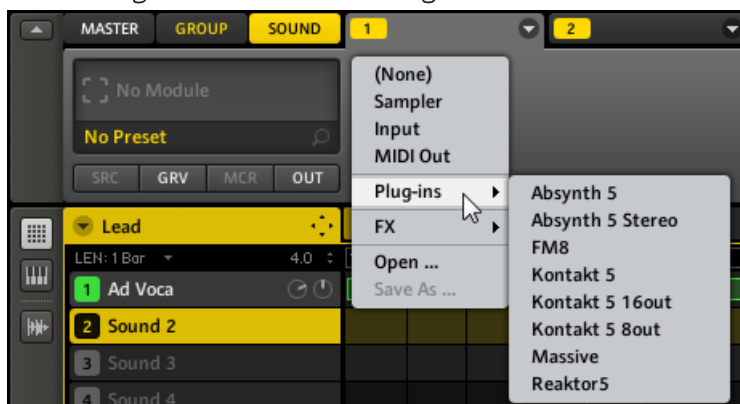 MASTER GROUP SOUND 1 2
No Module
No Preset
SRC GRV MCR OUT
(None)
Sampler
Input
MIDI Out
Plug-ins
FX
Open ...
Save As ...
Absynth 5
Absynth 5 Stereo
FM8
Kontakt 5
Kontakt 5 16out
Kontakt 5 8out
Massive
Reaktor5
Lead
LEN: 1 Bar 4.0
1 Ad Voca
2 Sound 2
3 Sound 3
4 Sound 4